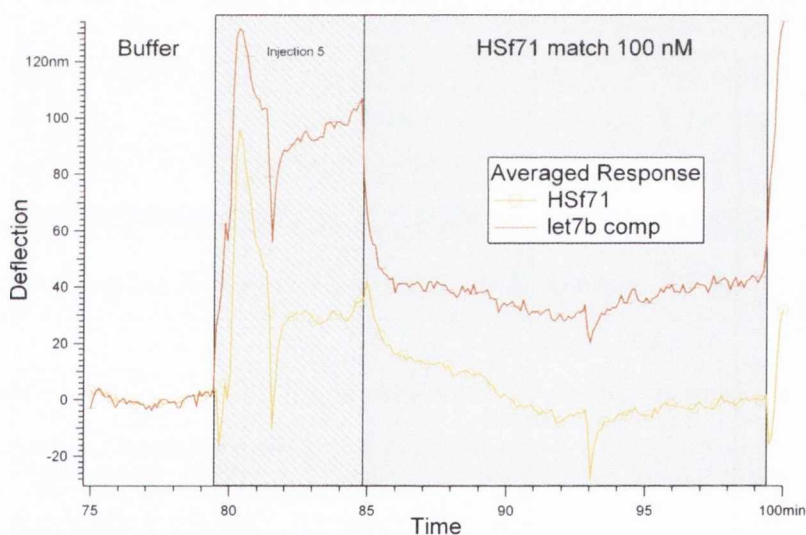 Buffer
Injection 5
HSf71 match 100 nM
120nm
100
80
60
40
20
0
-20
Deflection
Averaged Response
HSf71
let7b comp
75
80
85
90
95
100min
Time